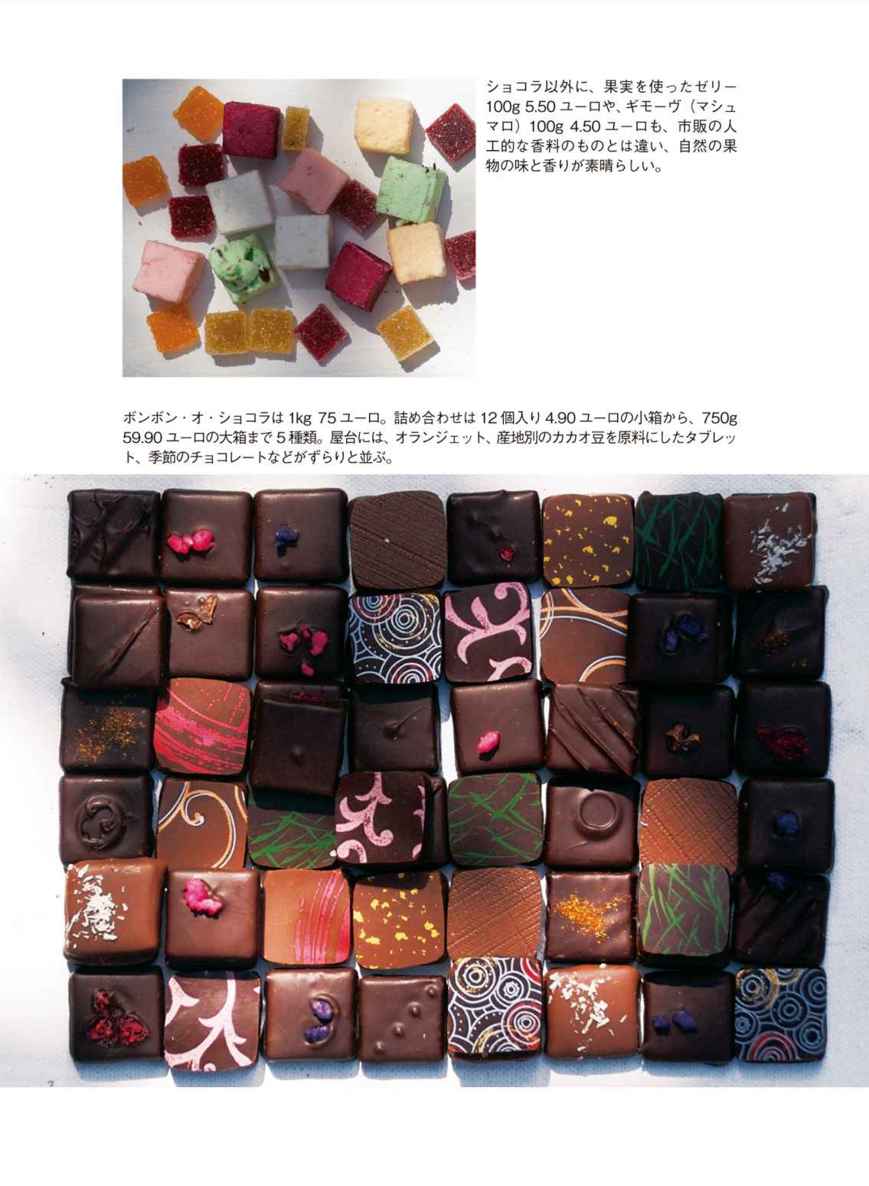 ショコラ以外に、果実を使ったゼリー
100g 5.50 ユーロや、ギモーヴ（マシュ
マロ）100g 4.50 ユーロも、市販の人
工的な香料のものとは違い、自然の果
物の味と香りが素晴らしい。
ボンボン・オ・ショコラは 1kg 75 ユーロ。詰め合わせは 12 個入り 4.90 ユーロの小箱から、750g
59.90 ユーロの大箱まで 5 種類。屋台には、オランジェット、産地別のカカオ豆を原料にしたタブレッ
ト、季節のチョコレートなどがずらりと並ぶ。